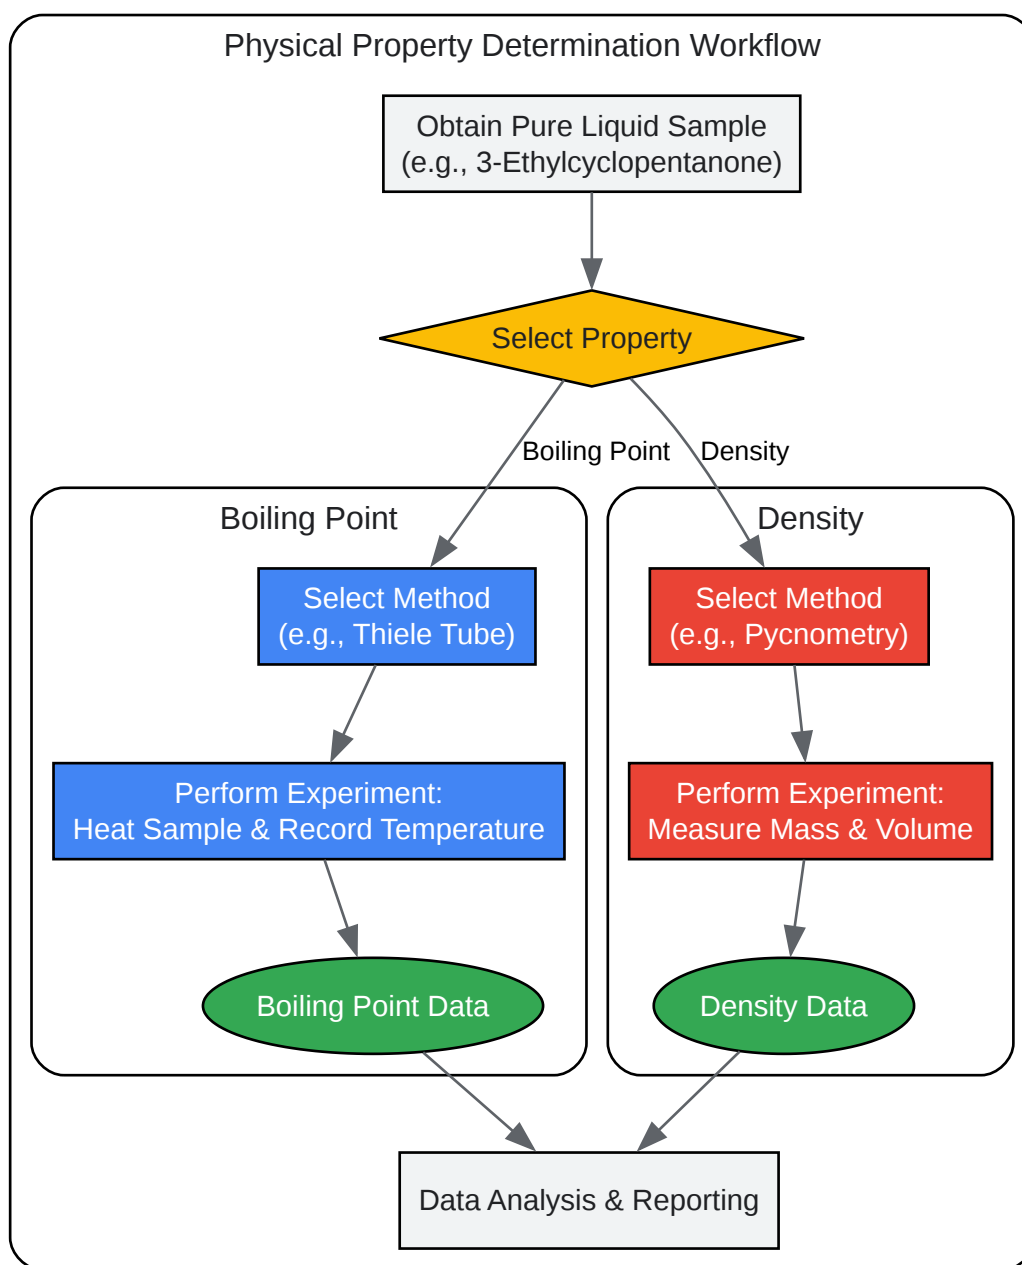 Physical Property Determination Workflow
Obtain Pure Liquid Sample
(e.g., 3-Ethylcyclopentanone)
Select Property
Boiling Point
Density
Boiling Point
Select Method
(e.g., Thiele Tube)
Perform Experiment:
Heat Sample & Record Temperature
Boiling Point Data
Density
Select Method
(e.g., Pycnometry)
Perform Experiment:
Measure Mass & Volume
Density Data
Data Analysis & Reporting